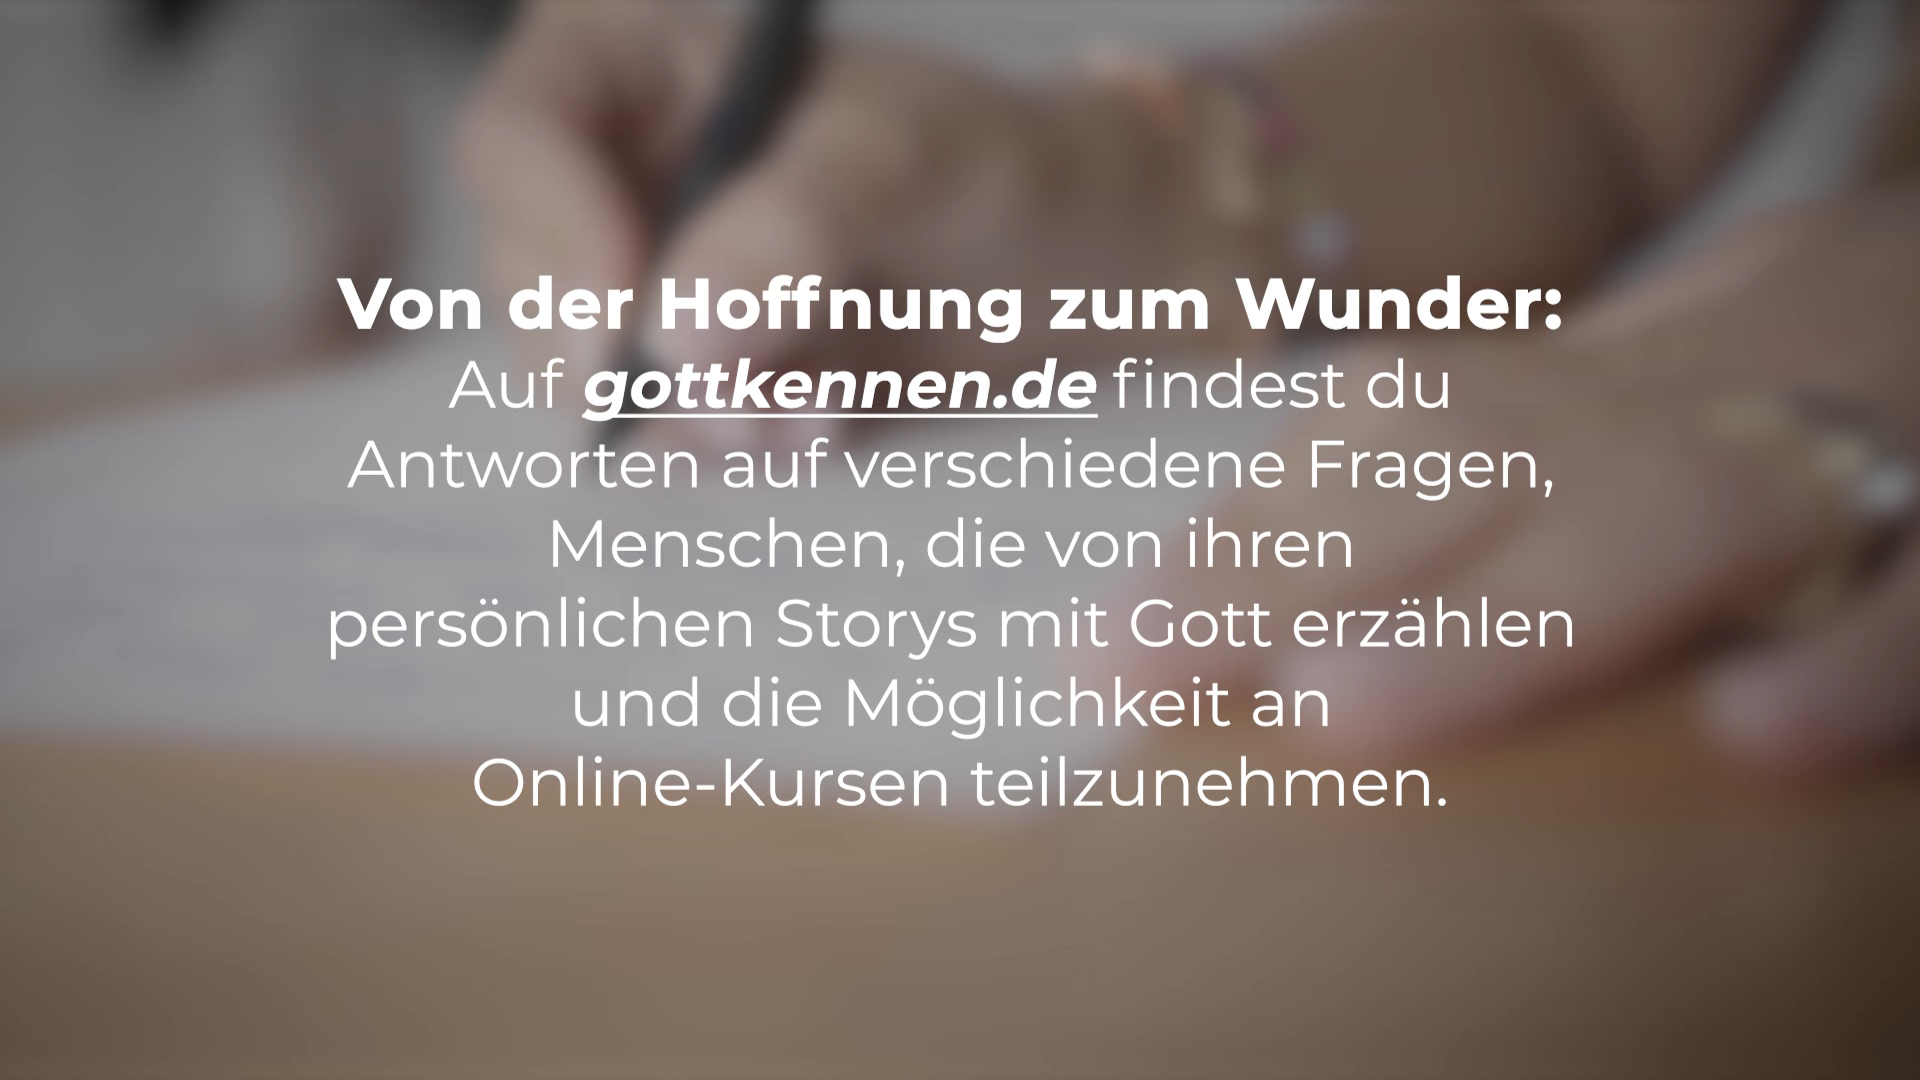 Von der Hoffnung zum Wunder:
Auf gottkennen.de findest du
Antworten auf verschiedene Fragen,
Menschen, die von ihren
persönlichen Storys mit Gott erzählen
und die Möglichkeit an
Online-Kursen teilzunehmen.